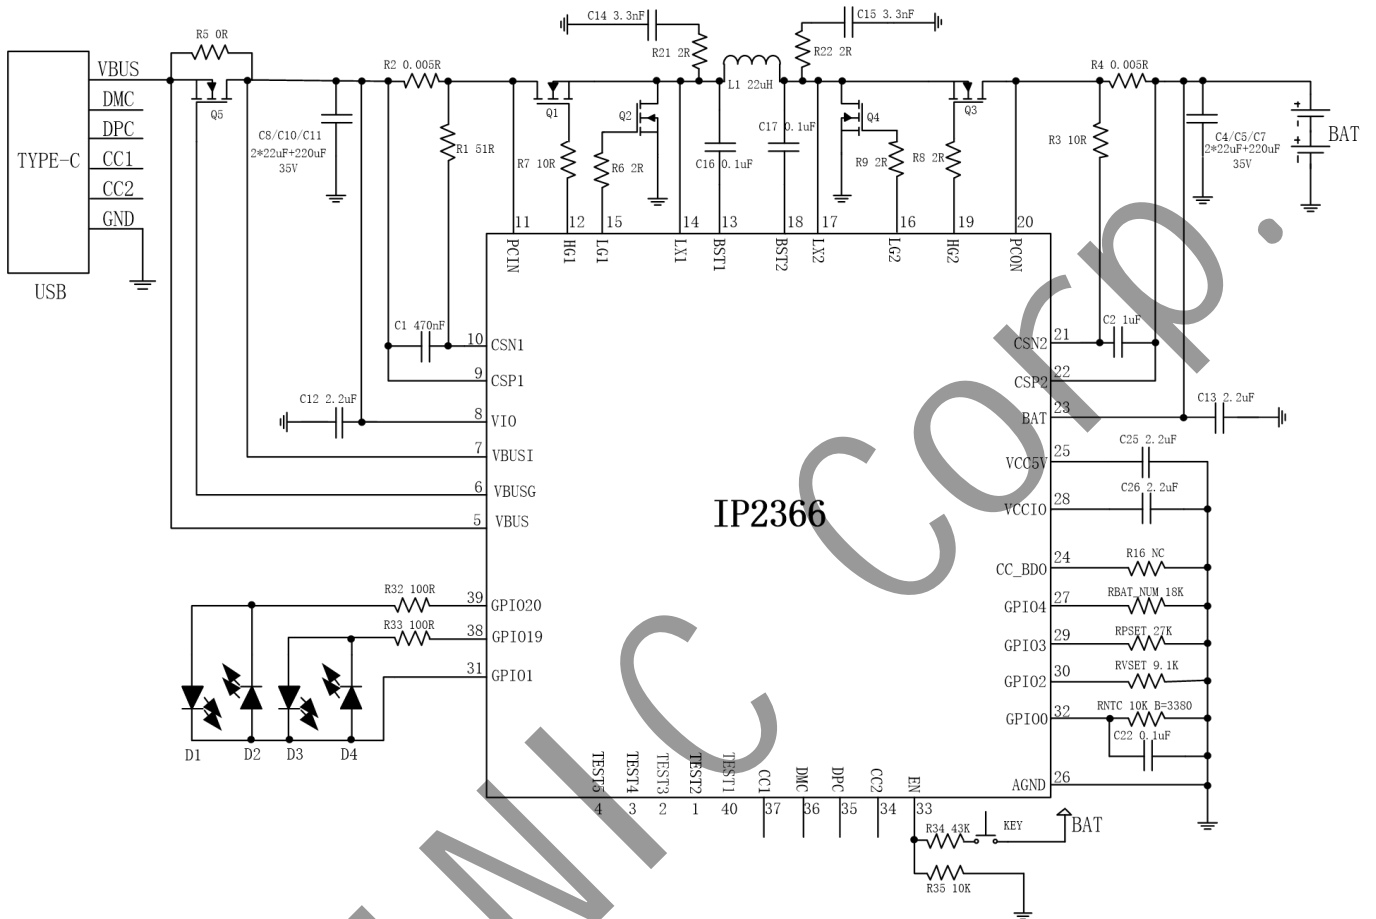 C14 3.3nF
C15 3.3nF
R5 0R
R21 2R
R22 2R
VBUS
R2 0.005R
R4 0.005R
L1 22uH
DMC
Q5
Q1
Q2
Q4
Q3
DPC
C8/C10/C11
2*22uF+220uF
35V
C17 0.1uF
C4/C5/C7
2*22uF+220uF
35V
BAT
TYPE-C
CC1
R1 51R
R7 10R
R6 2R
C16 0.1uF
R9 2R
R8 2R
R3 10R
CC2
GND
11
12
15
14
13
18
17
16
19
20
PCIN
HG1
LG1
LX1
BST1
BST2
LX2
LG2
HG2
PCON
USB
C1 470nF
10
CSN1
C2 1uF
21
CSN2
9
CSP1
22
CSP2
C12 2.2uF
8
VIO
23
BAT
C13 2.2uF
7
VBUSI
25
VCC5V
C25 2.2uF
6
VBUSG
28
VCCIO
C26 2.2uF
5
VBUS
IP2366
24
CC_BDO
R16 NC
R32 100R
39
GPIO20
27
GPIO4
RBAT_NUM 18K
R33 100R
38
GPIO19
29
GPIO3
RPSET 27K
31
GPIO1
30
GPIO2
RVSET 9.1K
32
GPIO0
RNTC 10K B=3380
C22 0.1uF
D1
D2
D3
D4
26
AGND
TEST5
TEST4
TEST3
TEST2
TEST1
CC1
DMC
DPC
CC2
EN
4
3
2
1
40
37
36
35
34
33
R34 43K
KEY
BAT
R35 10K
NIC Corp.